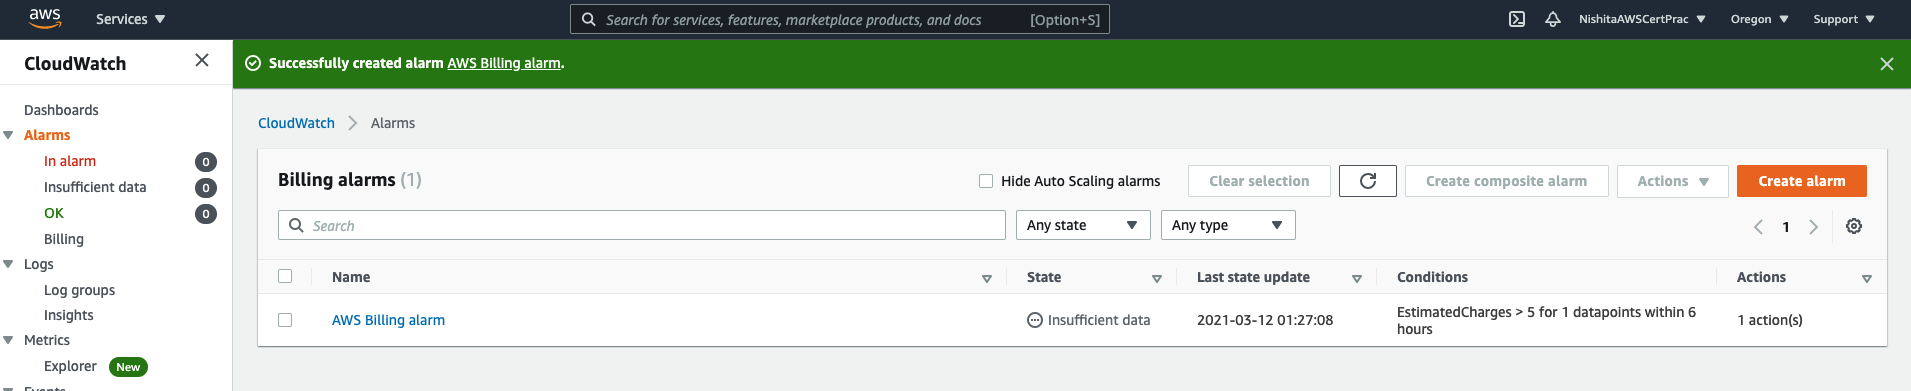 aws
Services
Search for services, features, marketplace products, and docs [Option+S]
NishitaAWSCertPrac
Oregon
Support
CloudWatch
Dashboards
Alarms
In alarm 0
Insufficient data 0
OK 0
Billing
Logs
Log groups
Insights
Metrics
Explorer New
Events
Successfully created alarm AWS Billing alarm.
CloudWatch Alarms
Billing alarms (1)
Hide Auto Scaling alarms
Clear selection
Create composite alarm
Actions
Create alarm
Search
Any state
Any type
1
Name State Last state update Conditions Actions
AWS Billing alarm Insufficient data 2021-03-12 01:27:08 EstimatedCharges > 5 for 1 datapoints within 6
hours
1 action(s)